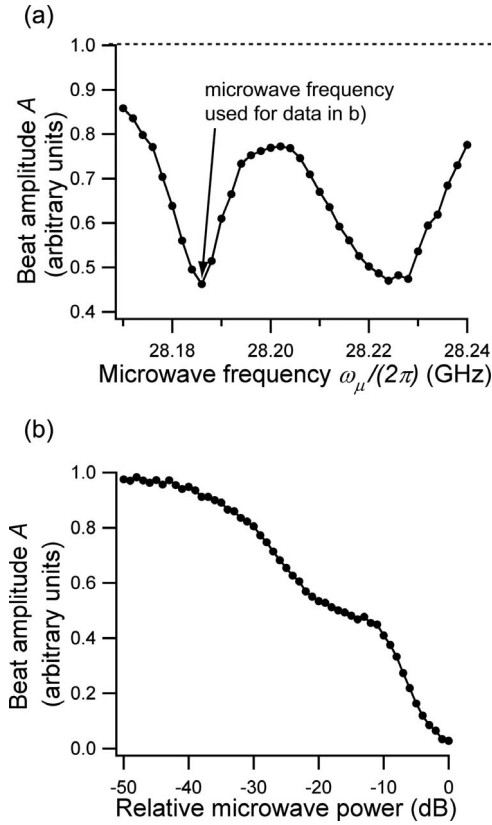 (a)
1.0
0.9
0.8
0.7
0.6
0.5
0.4
Beat amplitude A
(arbitrary units)
microwave frequency
used for data in b)
28.18
28.20
28.22
28.24
Microwave frequency ωμ/(2π) (GHz)
(b)
1.0
0.8
0.6
0.4
0.2
0.0
Beat amplitude A
(arbitrary units)
-50
-40
-30
-20
-10
0
Relative microwave power (dB)